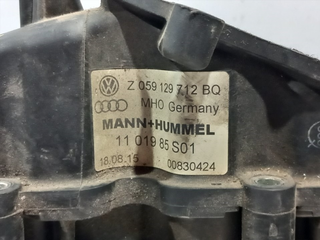 Z 059 129 712 BQ
MHO Germany
MANN+HUMMEL
11 019 85 S01
18.08.15 00830424